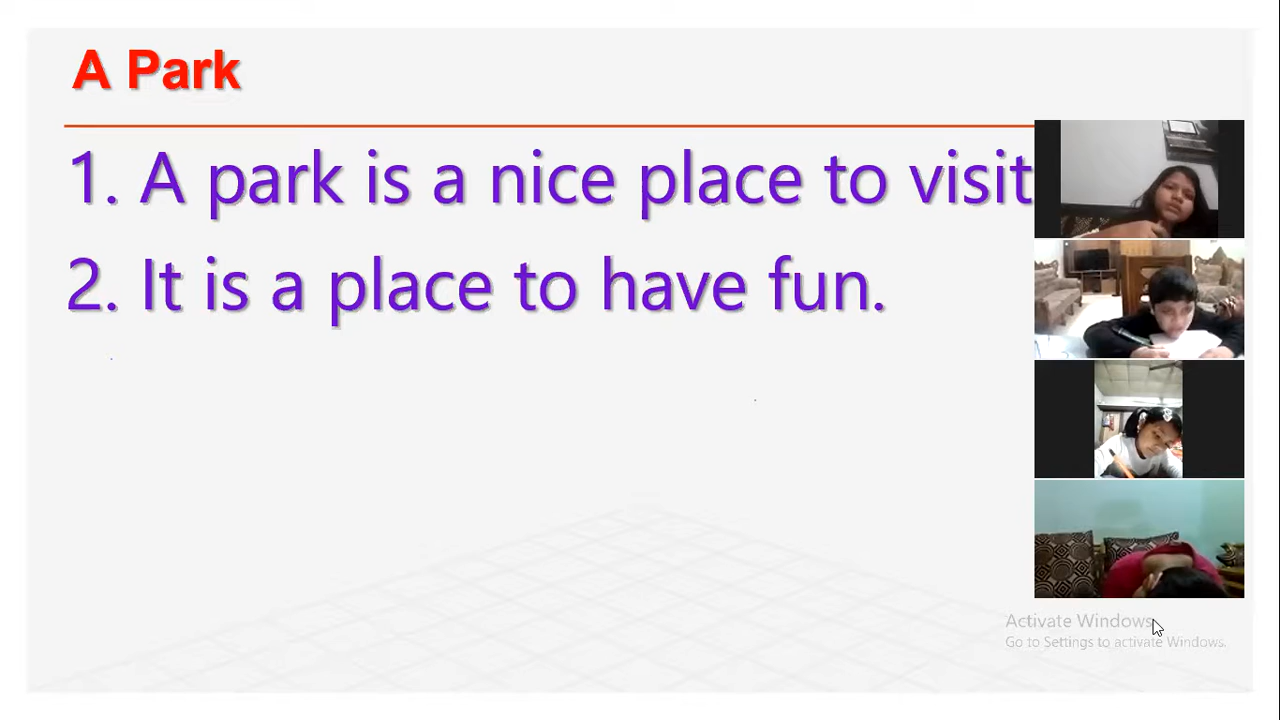 A Park
1. A park is a nice place to visit
2. It is a place to have fun.
Activate Windows
Go to Settings to activate Windows.